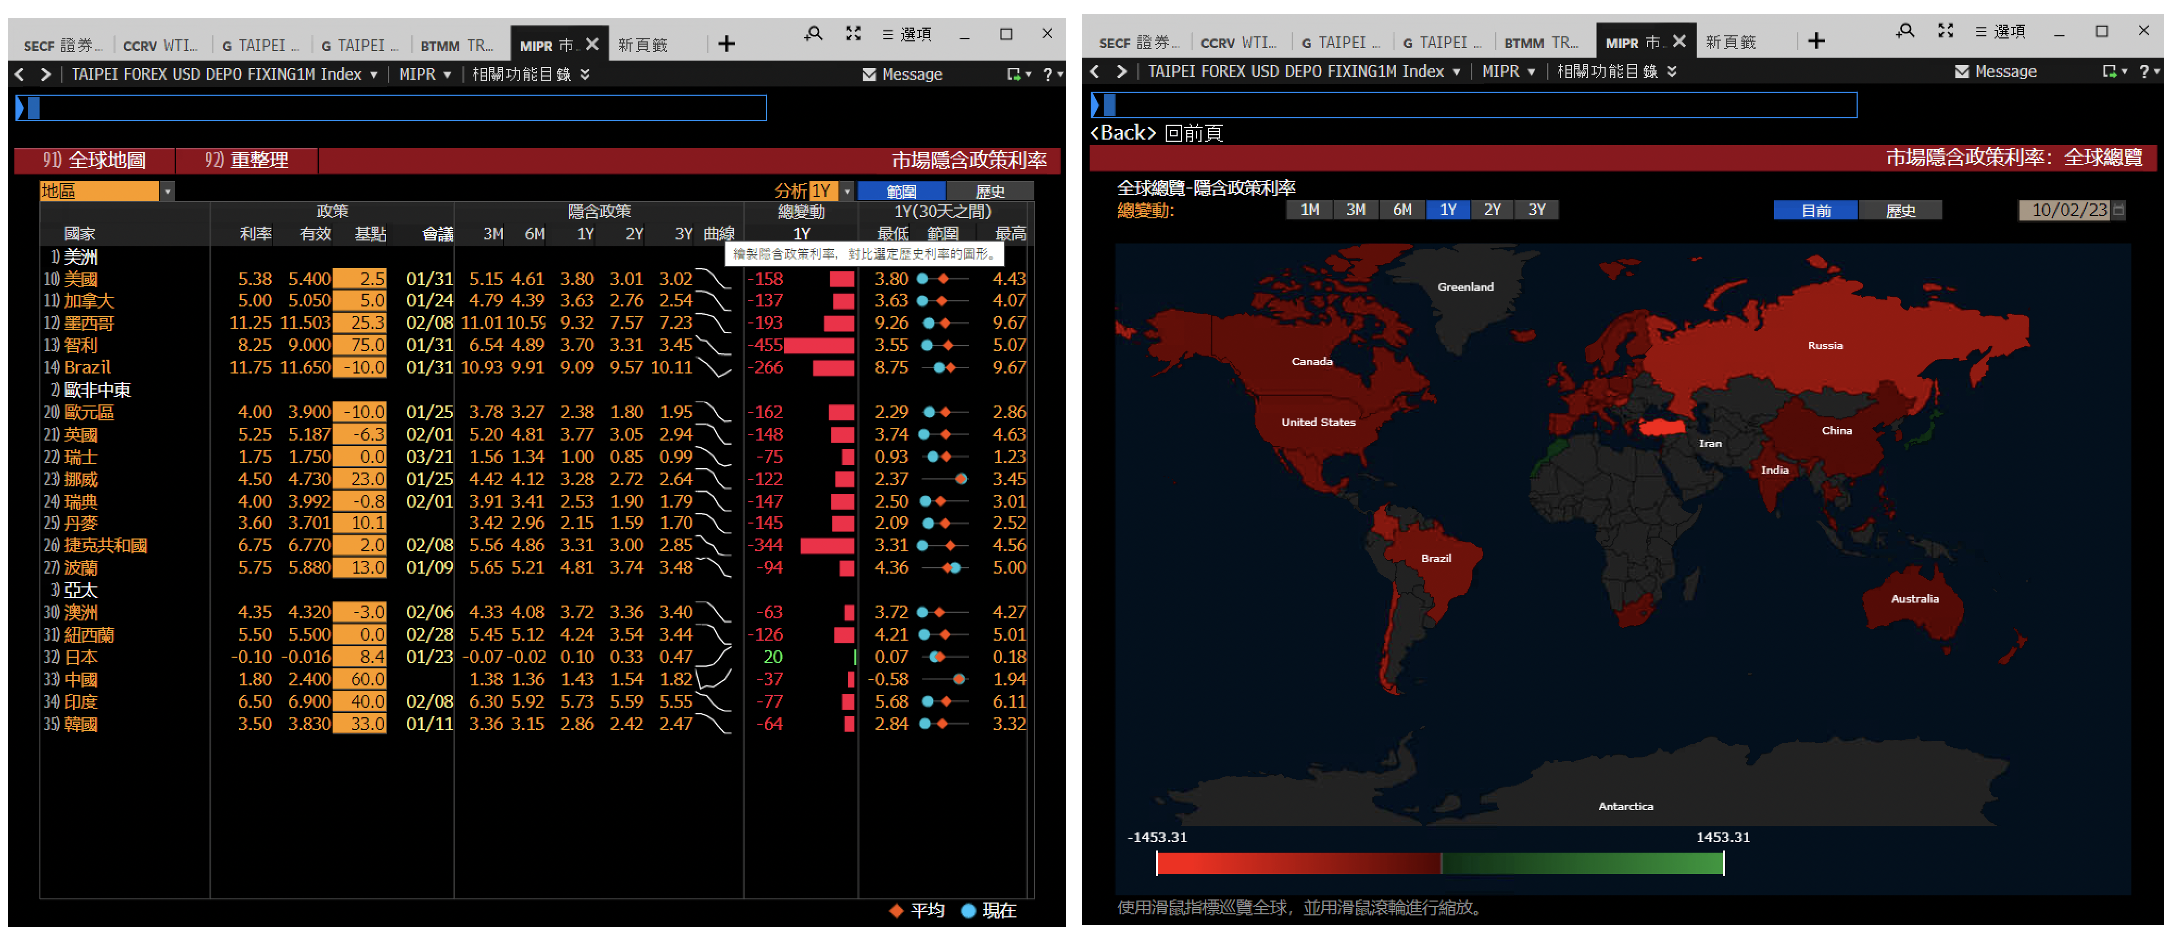 SECF 證券... CCRV WTI... G TAIPEI ... G TAIPEI ... BTMM TR... MIPR 市... 新頁籤 選項
TAIPEI FOREX USD DEPO FIXING1M Index MIPR 相關功能目錄 Message ?
91) 全球地圖 92) 重整理 市場隱含政策利率
地區 分析 1Y 範圍 歷史
政策 隱含政策 總變動 1Y(30天之間)
國家 利率 有效 基點 會議 3M 6M 1Y 2Y 3Y 曲線 1Y 最低 範圍 最高
1) 美洲 繪製隱含政策利率, 對比選定歷史利率的圖形。
10) 美國 5.38 5.400 2.5 01/31 5.15 4.61 3.80 3.01 3.02 -158 3.80 4.43
11) 加拿大 5.00 5.050 5.0 01/24 4.79 4.39 3.63 2.76 2.54 -137 3.63 4.07
12) 墨西哥 11.25 11.503 25.3 02/08 11.01 10.59 9.32 7.57 7.23 -193 9.26 9.67
13) 智利 8.25 9.000 75.0 01/31 6.54 4.89 3.70 3.31 3.45 -455 3.55 5.07
14) Brazil 11.75 11.650 -10.0 01/31 10.93 9.91 9.09 9.57 10.11 -266 8.75 9.67
2) 歐非中東
20) 歐元區 4.00 3.900 -10.0 01/25 3.78 3.27 2.38 1.80 1.95 -162 2.29 2.86
21) 英國 5.25 5.187 -6.3 02/01 5.20 4.81 3.77 3.05 2.94 -148 3.74 4.63
22) 瑞士 1.75 1.750 0.0 03/21 1.56 1.34 1.00 0.85 0.99 -75 0.93 1.23
23) 挪威 4.50 4.730 23.0 01/25 4.42 4.12 3.28 2.72 2.64 -122 2.37 3.45
24) 瑞典 4.00 3.992 -0.8 02/01 3.91 3.41 2.53 1.90 1.79 -147 2.50 3.01
25) 丹麥 3.60 3.701 10.1 3.42 2.96 2.15 1.59 1.70 -145 2.09 2.52
26) 捷克共和國 6.75 6.770 2.0 02/08 5.56 4.86 3.31 3.00 2.85 -344 3.31 4.56
27) 波蘭 5.75 5.880 13.0 01/09 5.65 5.21 4.81 3.74 3.48 -94 4.36 5.00
3) 亞太
30) 澳洲 4.35 4.320 -3.0 02/06 4.33 4.08 3.72 3.36 3.40 -63 3.72 4.27
31) 紐西蘭 5.50 5.500 0.0 02/28 5.45 5.12 4.24 3.54 3.44 -126 4.21 5.01
32) 日本 -0.10 -0.016 8.4 01/23 -0.07 -0.02 0.10 0.33 0.47 20 0.07 0.18
33) 中國 1.80 2.400 60.0 1.38 1.36 1.43 1.54 1.82 -37 -0.58 1.94
34) 印度 6.50 6.900 40.0 02/08 6.30 5.92 5.73 5.59 5.55 -77 5.68 6.11
35) 韓國 3.50 3.830 33.0 01/11 3.36 3.15 2.86 2.42 2.47 -64 2.84 3.32
平均 現在
SECF 證券... CCRV WTI... G TAIPEI ... G TAIPEI ... BTMM TR... MIPR 市... 新頁籤 選項
TAIPEI FOREX USD DEPO FIXING1M Index MIPR 相關功能目錄 Message ?
<Back> 回前頁
市場隱含政策利率: 全球總覽
全球總覽-隱含政策利率
總變動: 1M 3M 6M 1Y 2Y 3Y 目前 歷史 10/02/23
Greenland
Russia
Canada
United States
China
Iran
India
Brazil
Australia
Antarctica
-1453.31 1453.31
使用滑鼠指標巡覽全球, 並用滑鼠滾輪進行縮放。